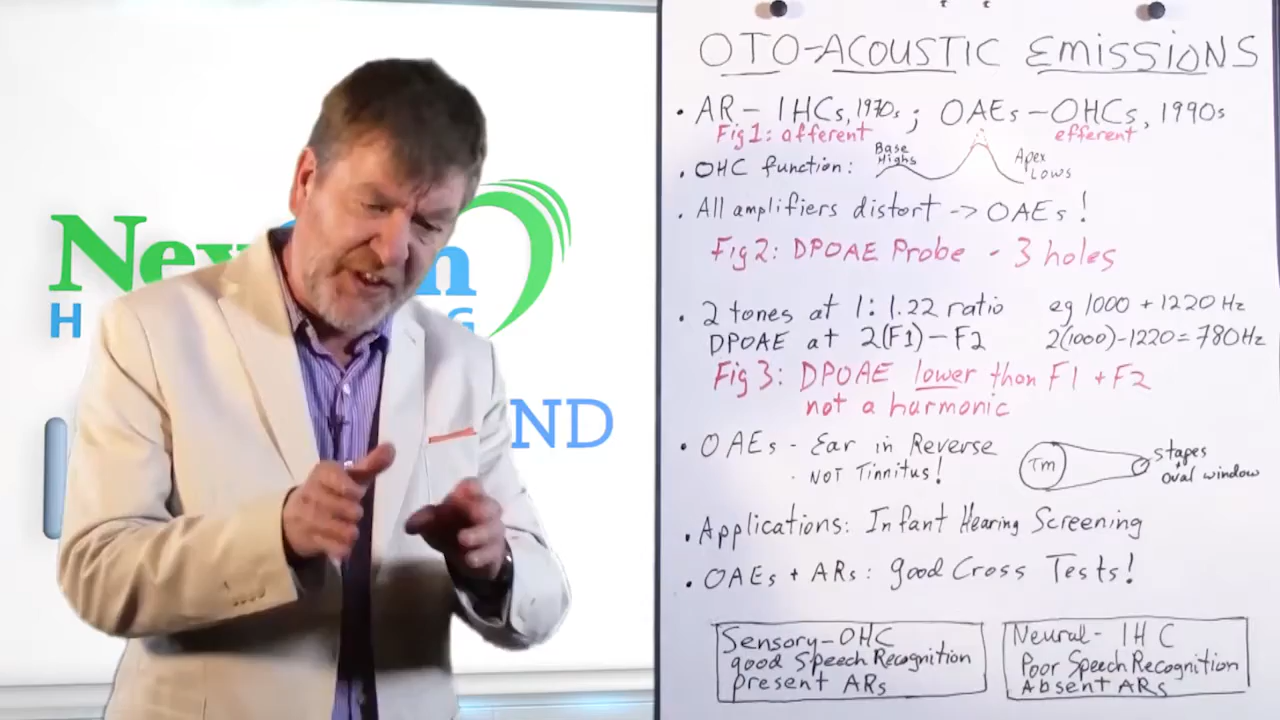 OTO-ACOUSTIC EMISSIONS
• AR - IHCs, 1970s ; OAEs - OHCs, 1990s
Fig 1: afferent efferent
• OHC function: Base Highs Apex Lows
• All amplifiers distort -> OAEs!
Fig 2: DPOAE Probe - 3 holes
• 2 tones at 1: 1.22 ratio eg 1000 + 1220 Hz
DPOAE at 2(F1) - F2 2(1000)-1220 = 780Hz
Fig 3: DPOAE lower than F1 + F2
not a harmonic
• OAEs - Ear in Reverse
- NOT Tinnitus!
TM
stapes
oval window
• Applications: Infant Hearing Screening
• OAEs + ARs: good Cross Tests!
Sensory-OHC
good Speech Recognition
present ARs
Neural - IHC
Poor Speech Recognition
Absent ARs
ND